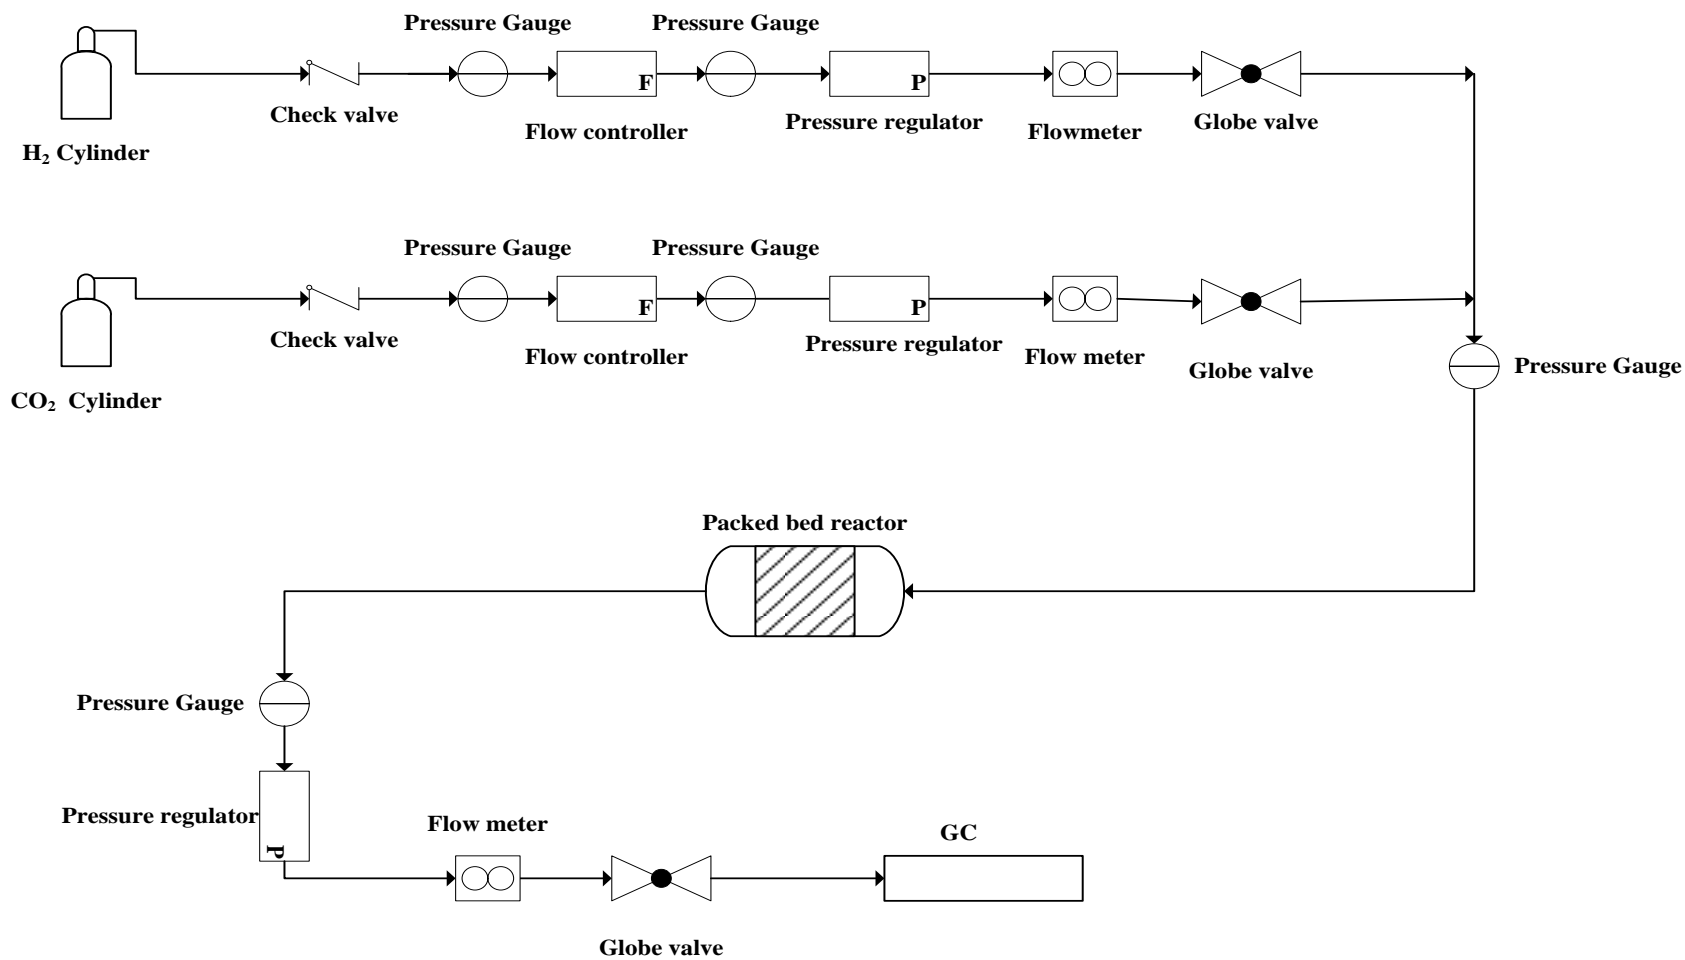 Pressure Gauge
Pressure Gauge
F
P
Check valve
Flow controller
Pressure regulator
Flowmeter
Globe valve
H₂ Cylinder
Pressure Gauge
Pressure Gauge
F
P
Check valve
Flow controller
Pressure regulator
Flow meter
Globe valve
Pressure Gauge
CO₂ Cylinder
Packed bed reactor
Pressure Gauge
Pressure regulator
P
Flow meter
GC
Globe valve